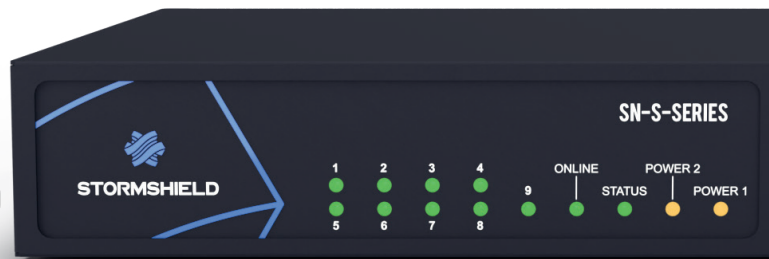 SN-S-SERIES
STORMSHIELD
1 2 3 4
5 6 7 8
9
ONLINE
STATUS
POWER 2
POWER 1